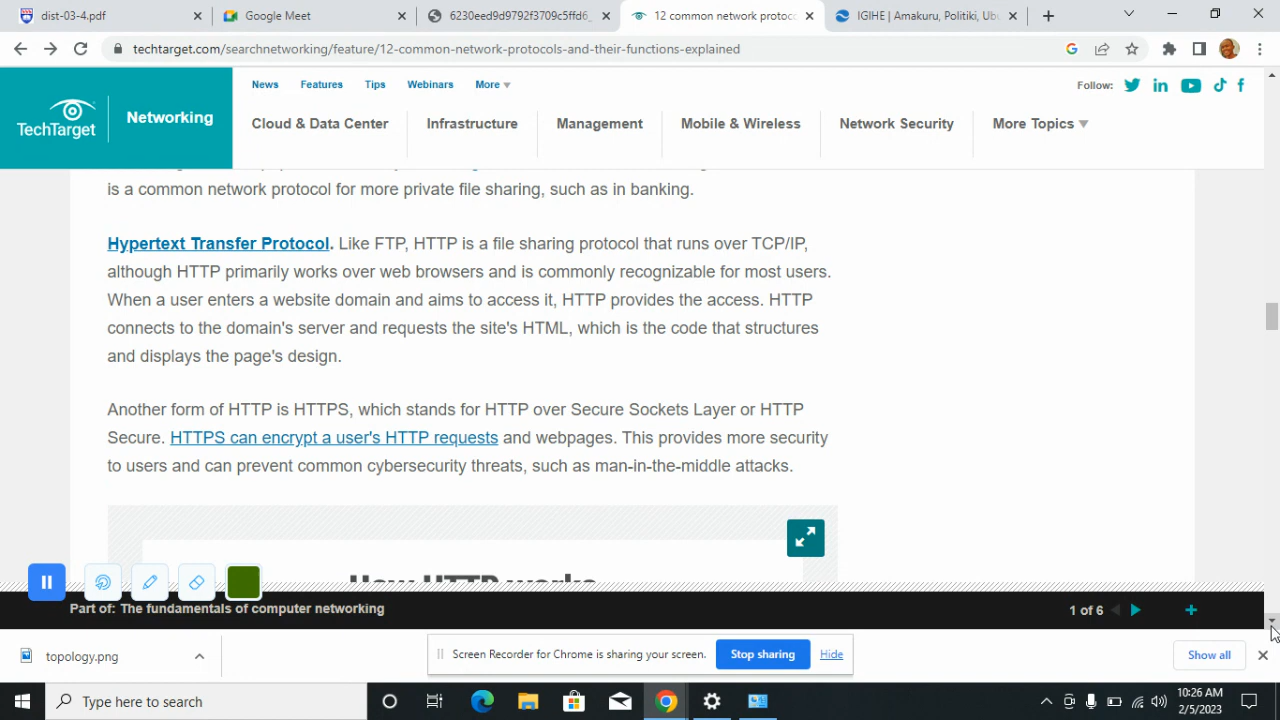 dist-03-4.pdf
Google Meet
6230eed8d9792f3709c5ffd6_
12 common network protoco
IGIHE | Amakuru, Politiki, Ubu
techtarget.com/searchnetworking/feature/12-common-network-protocols-and-their-functions-explained
TechTarget
Networking
News Features Tips Webinars More
Follow:
Cloud & Data Center Infrastructure Management Mobile & Wireless Network Security More Topics
is a common network protocol for more private file sharing, such as in banking.
Hypertext Transfer Protocol. Like FTP, HTTP is a file sharing protocol that runs over TCP/IP,
although HTTP primarily works over web browsers and is commonly recognizable for most users.
When a user enters a website domain and aims to access it, HTTP provides the access. HTTP
connects to the domain's server and requests the site's HTML, which is the code that structures
and displays the page's design.
Another form of HTTP is HTTPS, which stands for HTTP over Secure Sockets Layer or HTTP
Secure. HTTPS can encrypt a user's HTTP requests and webpages. This provides more security
to users and can prevent common cybersecurity threats, such as man-in-the-middle attacks.
How HTTP works
Part of: The fundamentals of computer networking
1 of 6
topology.png
Screen Recorder for Chrome is sharing your screen. Stop sharing Hide
Show all
Type here to search
10:26 AM
2/5/2023